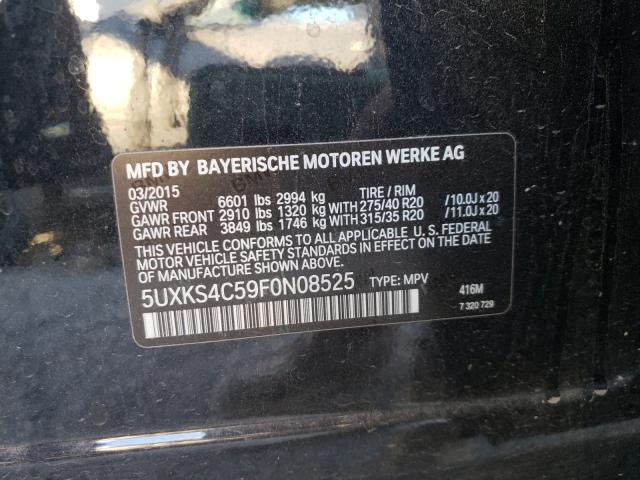 MFD BY BAYERISCHE MOTOREN WERKE AG
03/2015 TIRE / RIM
GVWR 6601 lbs 2994 kg
GAWR FRONT 2910 lbs 1320 kg WITH 275/40 R20 /10.0J x 20
GAWR REAR 3849 lbs 1746 kg WITH 315/35 R20 /11.0J x 20
THIS VEHICLE CONFORMS TO ALL APPLICABLE U. S. FEDERAL
MOTOR VEHICLE SAFETY STANDARDS IN EFFECT ON THE
DATE OF MANUFACTURE SHOWN ABOVE.
5UXKS4C59F0N08525 TYPE: MPV
416M
7 320 729